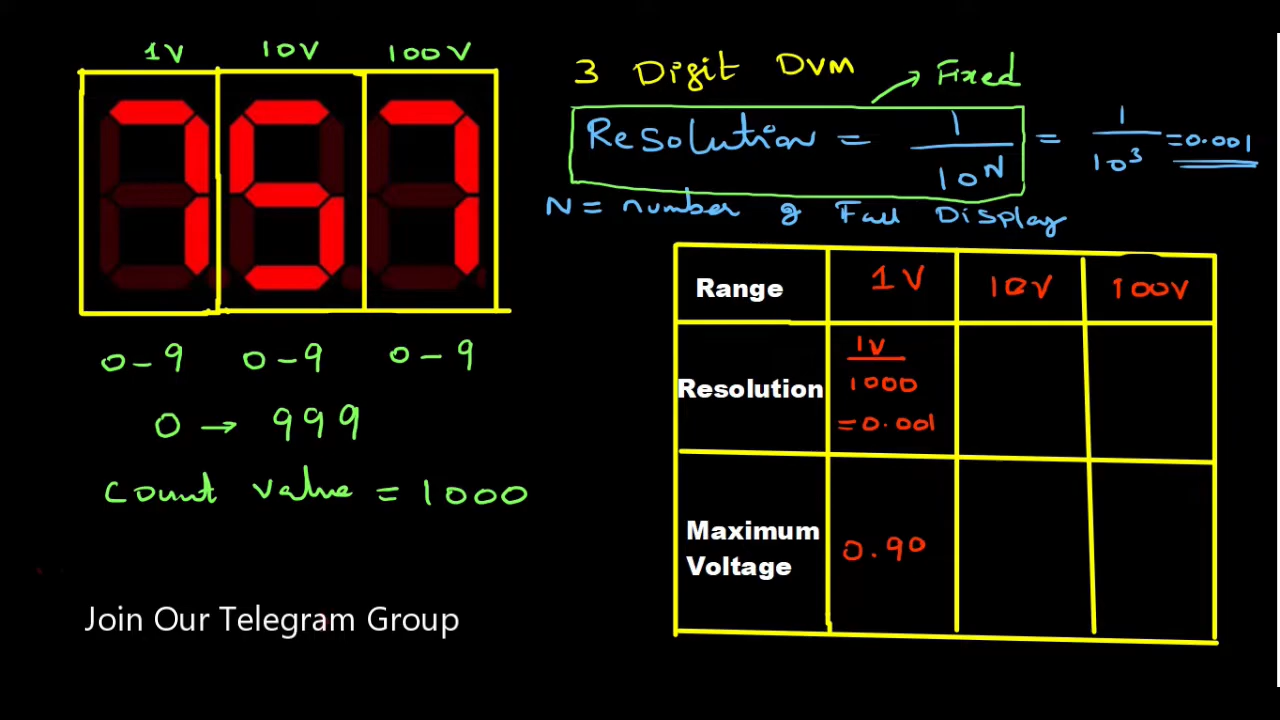 1V 10V 100V
757
0-9 0-9 0-9
0 → 999
Count value = 1000
Join Our Telegram Group
3 Digit DVM
Fixed
Resolution = 1/10^N = 1/10^3 = 0.001
N = number of Full Display
Range 1V 10V 100V
Resolution 1V/1000 = 0.001
Maximum Voltage 0.90